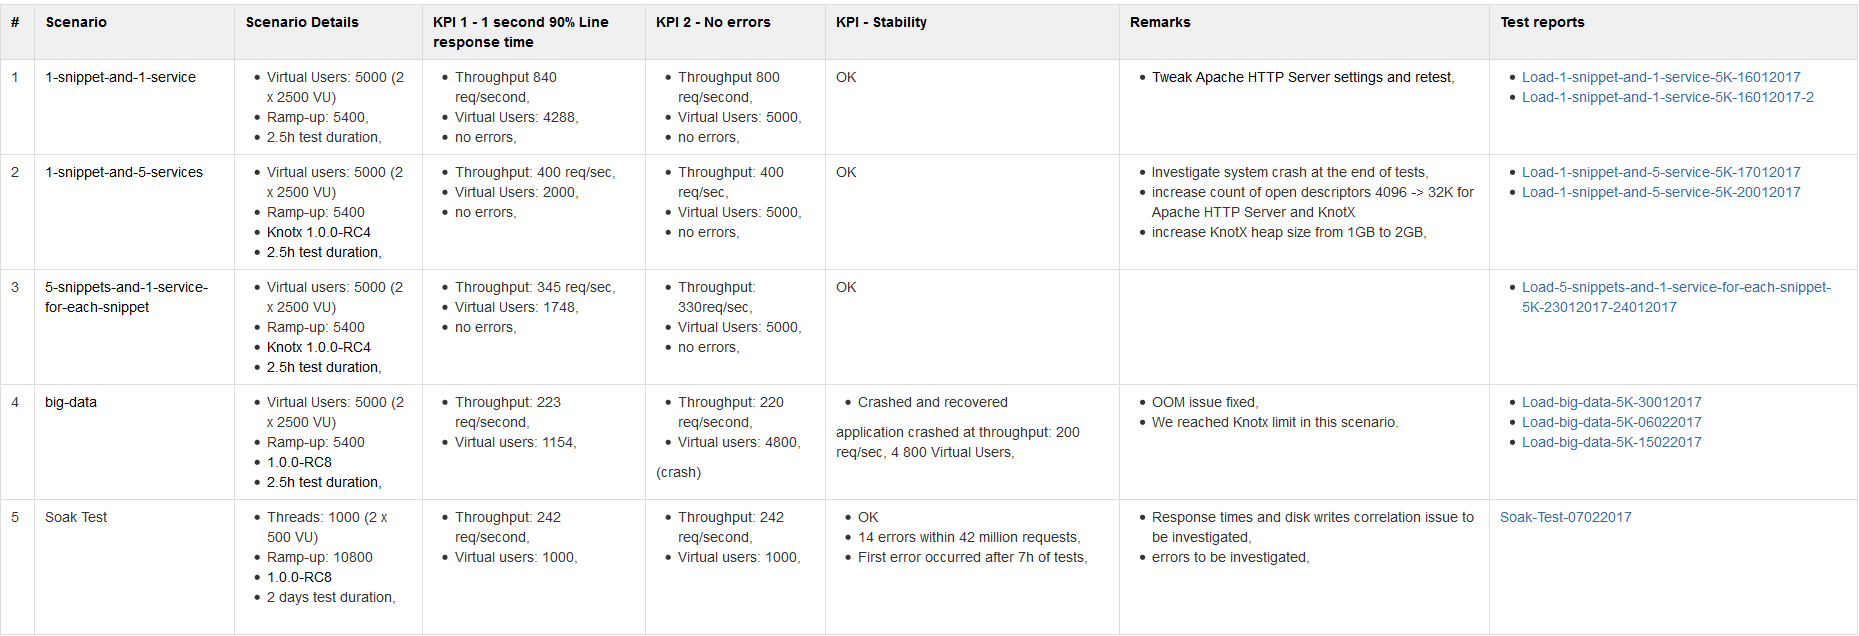 #
Scenario
Scenario Details
KPI 1 - 1 second 90% Line
response time
KPI 2 - No errors
KPI - Stability
Remarks
Test reports
1
1-snippet-and-1-service
Virtual Users: 5000 (2
x 2500 VU)
Ramp-up: 5400,
2.5h test duration,
Throughput 840
req/second,
Virtual Users: 4288,
no errors,
Throughput 800
req/second,
Virtual Users: 5000,
no errors,
OK
Tweak Apache HTTP Server settings and retest,
Load-1-snippet-and-1-service-5K-16012017
Load-1-snippet-and-1-service-5K-16012017-2
2
1-snippet-and-5-services
Virtual users: 5000 (2
x 2500 VU)
Ramp-up: 5400
Knotx 1.0.0-RC4
2.5h test duration,
Throughput: 400 req/sec,
Virtual Users: 2000,
no errors,
Throughput: 400
req/sec,
Virtual Users: 5000,
no errors,
OK
Investigate system crash at the end of tests,
increase count of open descriptors 4096 -> 32K for
Apache HTTP Server and KnotX
increase KnotX heap size from 1GB to 2GB,
Load-1-snippet-and-5-service-5K-17012017
Load-1-snippet-and-5-service-5K-20012017
3
5-snippets-and-1-service-
for-each-snippet
Virtual users: 5000 (2
x 2500 VU)
Ramp-up: 5400
Knotx 1.0.0-RC4
2.5h test duration,
Throughput: 345 req/sec,
Virtual Users: 1748,
no errors,
Throughput:
330req/sec,
Virtual Users: 5000,
no errors,
OK
Load-5-snippets-and-1-service-for-each-snippet-
5K-23012017-24012017
4
big-data
Virtual Users: 5000 (2
x 2500 VU)
Ramp-up: 5400
1.0.0-RC8
2.5h test duration,
Throughput: 223
req/second,
Virtual users: 1154,
Throughput: 220
req/second,
Virtual users: 4800,
(crash)
Crashed and recovered
application crashed at throughput: 200
req/sec, 4 800 Virtual Users,
OOM issue fixed,
We reached Knotx limit in this scenario.
Load-big-data-5K-30012017
Load-big-data-5K-06022017
Load-big-data-5K-15022017
5
Soak Test
Threads: 1000 (2 x
500 VU)
Ramp-up: 10800
1.0.0-RC8
2 days test duration,
Throughput: 242
req/second,
Virtual users: 1000,
Throughput: 242
req/second,
Virtual users: 1000,
OK
14 errors within 42 million requests,
First error occurred after 7h of tests,
Response times and disk writes correlation issue to
be investigated,
errors to be investigated,
Soak-Test-07022017